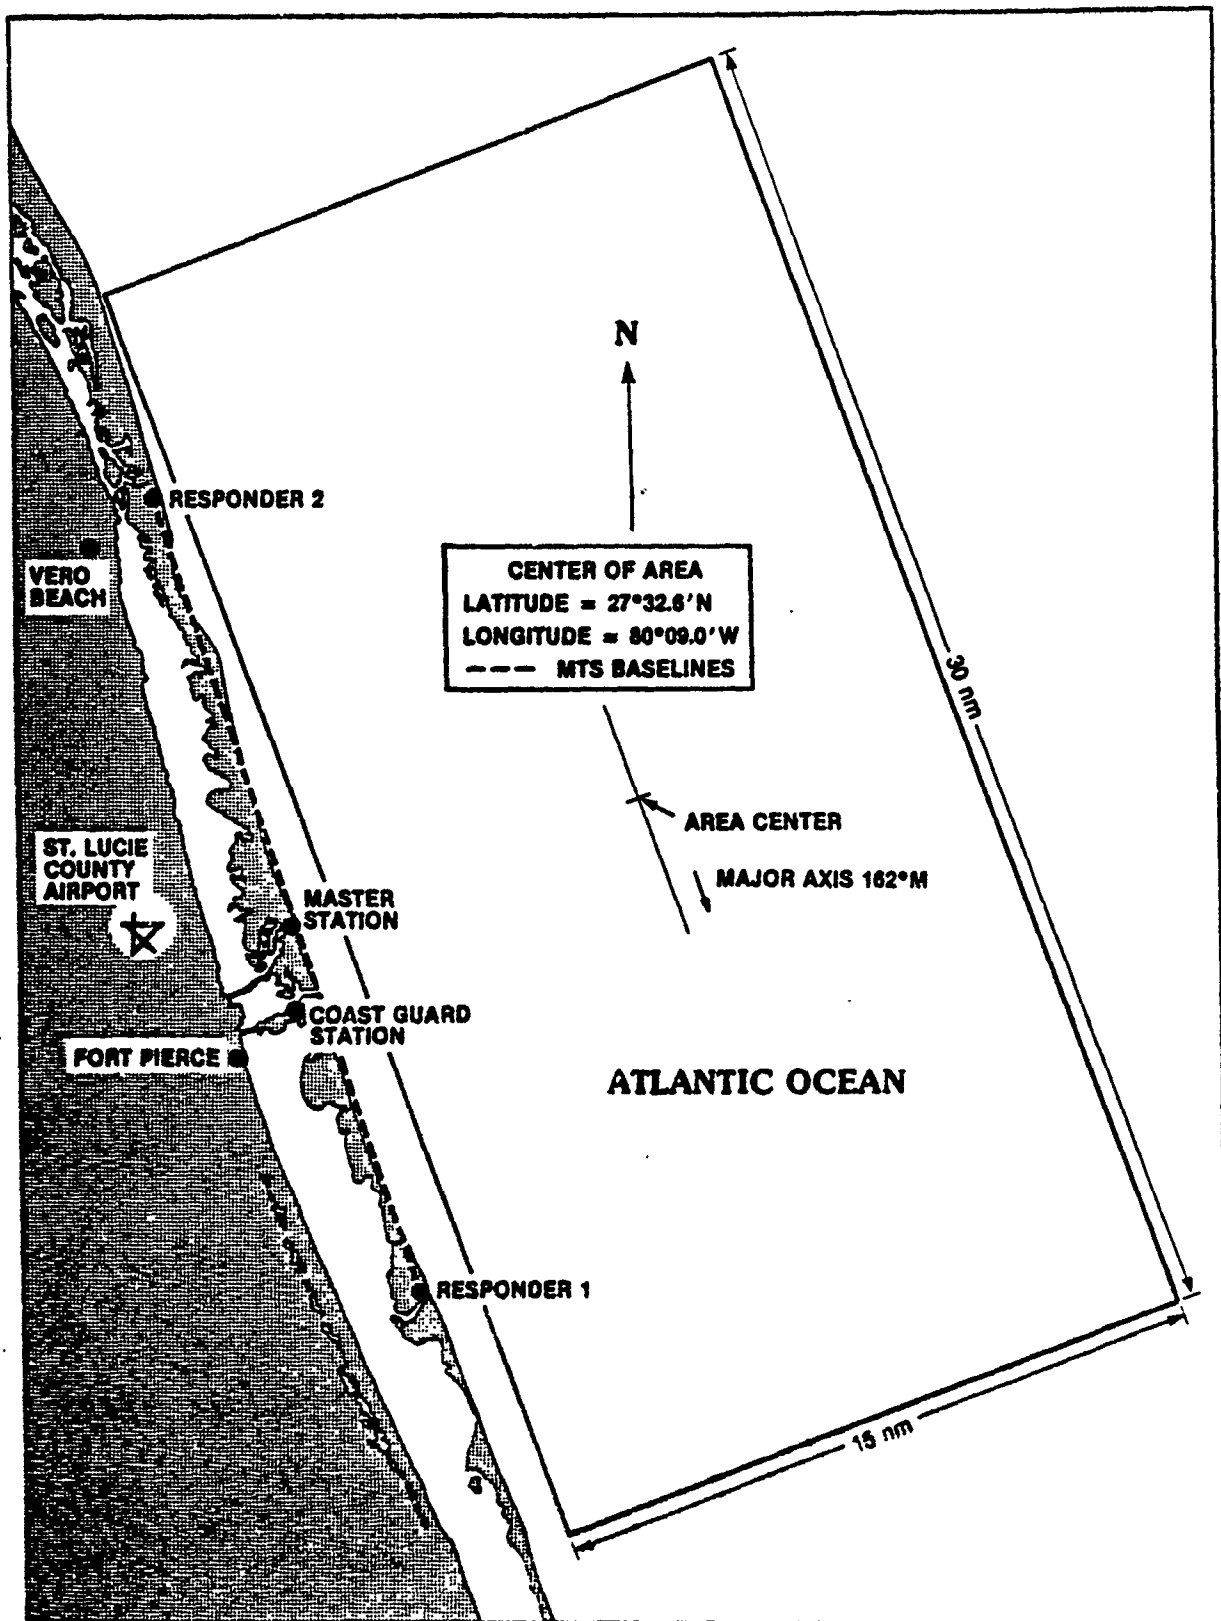 N
RESPONDER 2
CENTER OF AREA
LATITUDE = 27°32.6'N
LONGITUDE = 80°09.0'W
--- MTS BASELINES
VERO
BEACH
30 nm
AREA CENTER
MAJOR AXIS 162°M
ST. LUCIE
COUNTY
AIRPORT
MASTER
STATION
COAST GUARD
STATION
FORT PIERCE
ATLANTIC OCEAN
RESPONDER 1
15 nm